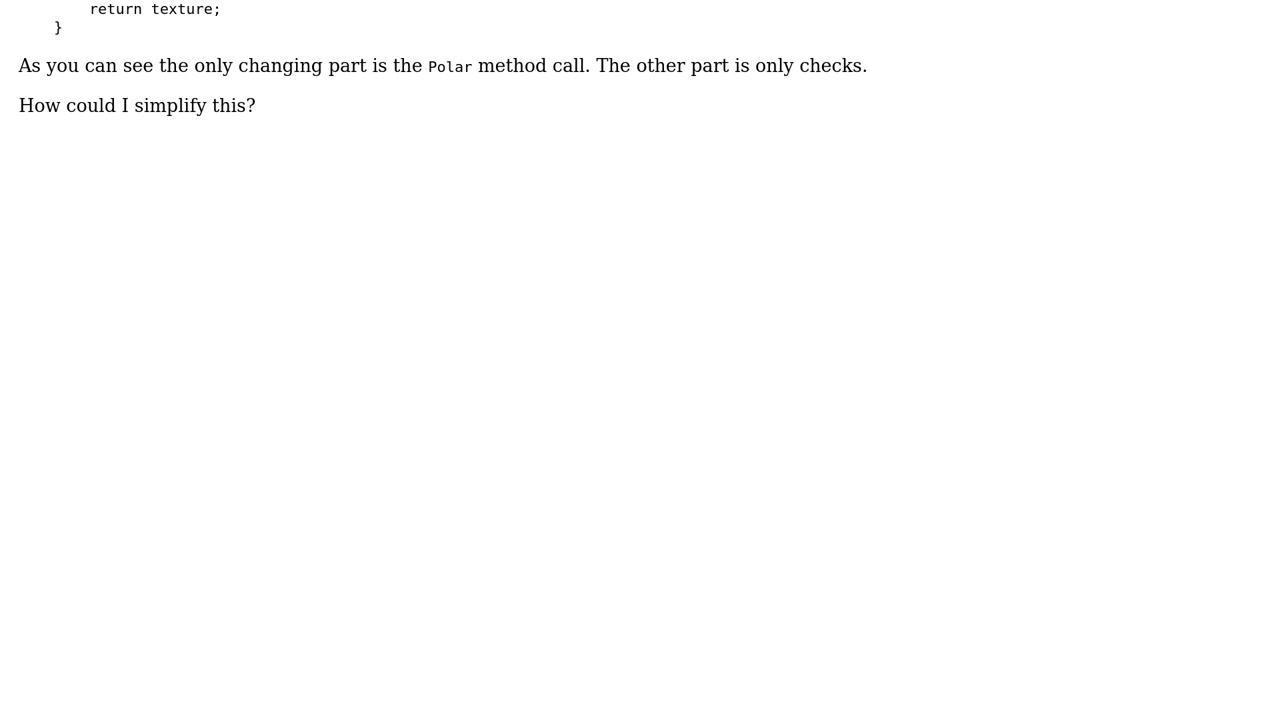 return texture;
}
As you can see the only changing part is the Polar method call. The other part is only checks.
How could I simplify this?